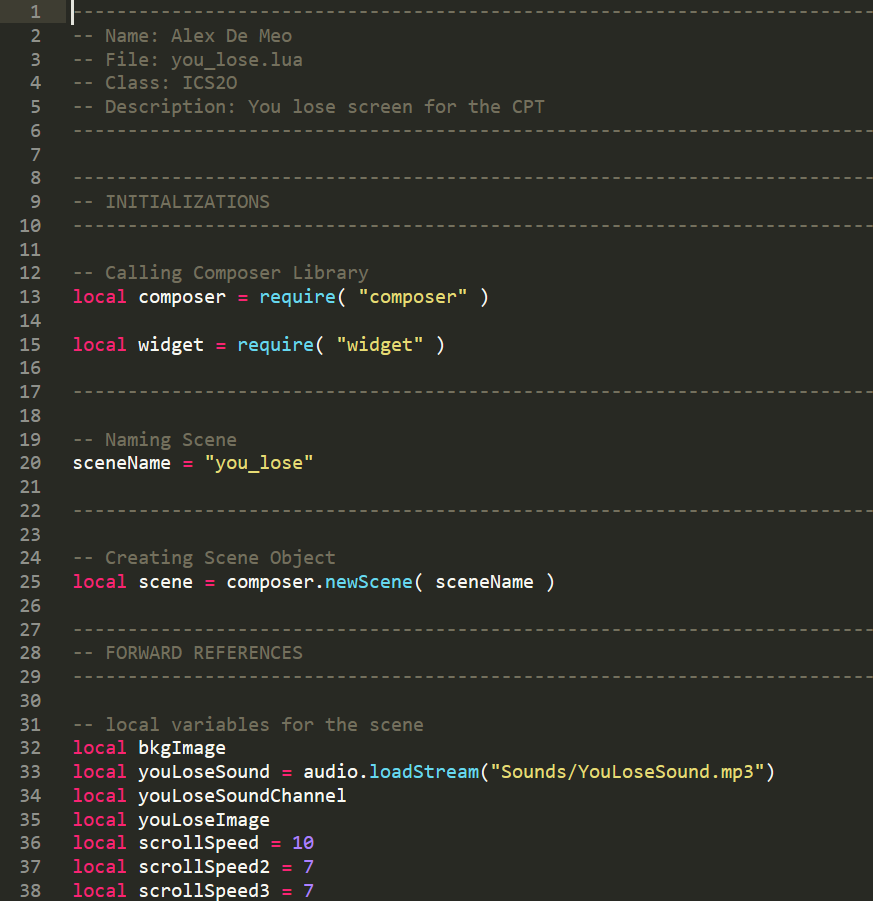 1 --------------------------------------------------------------------------
2 -- Name: Alex De Meo
3 -- File: you_lose.lua
4 -- Class: ICS2O
5 -- Description: You lose screen for the CPT
6 --------------------------------------------------------------------------
7
8 --------------------------------------------------------------------------
9 -- INITIALIZATIONS
10 --------------------------------------------------------------------------
11
12 -- Calling Composer Library
13 local composer = require( "composer" )
14
15 local widget = require( "widget" )
16
17 --------------------------------------------------------------------------
18
19 -- Naming Scene
20 sceneName = "you_lose"
21
22 --------------------------------------------------------------------------
23
24 -- Creating Scene Object
25 local scene = composer.newScene( sceneName )
26
27 --------------------------------------------------------------------------
28 -- FORWARD REFERENCES
29 --------------------------------------------------------------------------
30
31 -- local variables for the scene
32 local bkgImage
33 local youLoseSound = audio.loadStream("Sounds/YouLoseSound.mp3")
34 local youLoseSoundChannel
35 local youLoseImage
36 local scrollSpeed = 10
37 local scrollSpeed2 = 7
38 local scrollSpeed3 = 7